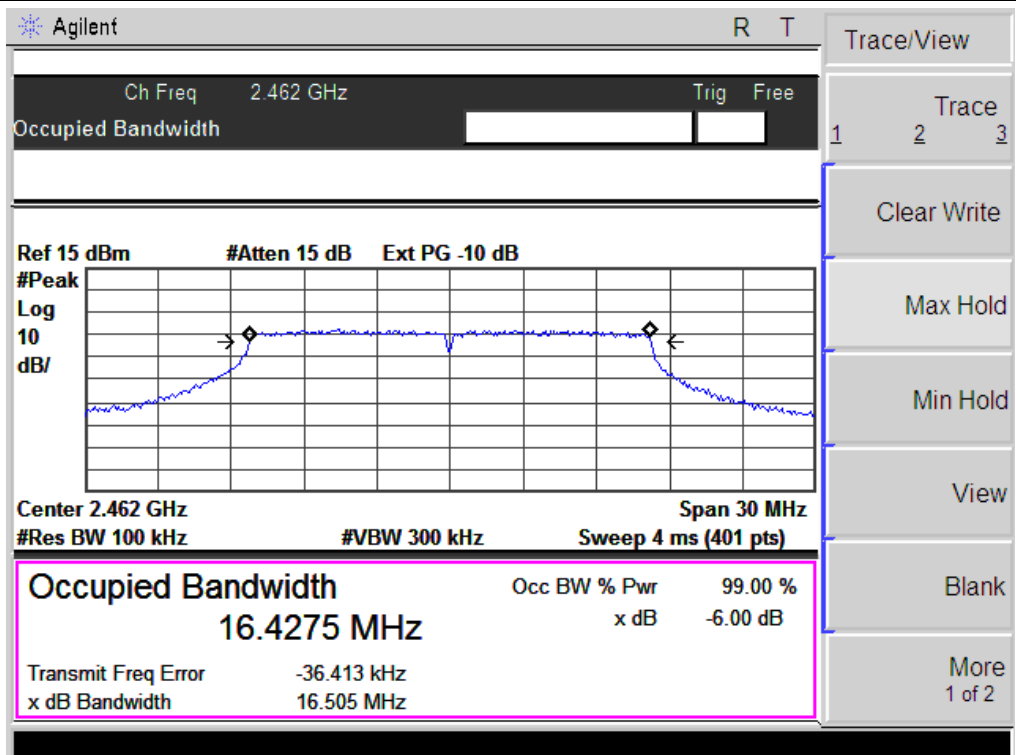 Agilent
R T
Trace/View
Ch Freq 2.462 GHz
Trig Free
Occupied Bandwidth
Trace
1 2 3
Clear Write
Max Hold
Min Hold
View
Blank
More
1 of 2
Ref 15 dBm #Atten 15 dB Ext PG -10 dB
#Peak
Log
10
dB/
Center 2.462 GHz Span 30 MHz
#Res BW 100 kHz #VBW 300 kHz Sweep 4 ms (401 pts)
Occupied Bandwidth
16.4275 MHz
Occ BW % Pwr 99.00 %
x dB -6.00 dB
Transmit Freq Error -36.413 kHz
x dB Bandwidth 16.505 MHz